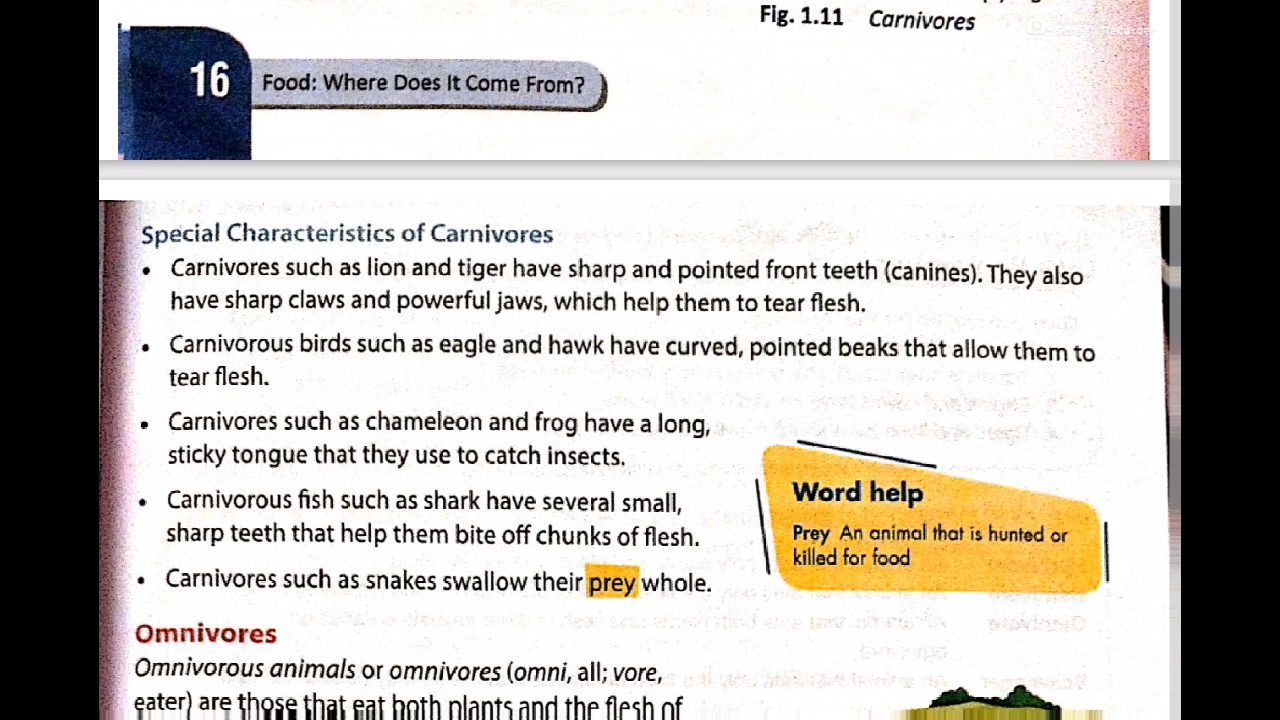 Fig. 1.11 Carnivores
16 Food: Where Does It Come From?
Special Characteristics of Carnivores
• Carnivores such as lion and tiger have sharp and pointed front teeth (canines). They also
have sharp claws and powerful jaws, which help them to tear flesh.
• Carnivorous birds such as eagle and hawk have curved, pointed beaks that allow them to
tear flesh.
• Carnivores such as chameleon and frog have a long,
sticky tongue that they use to catch insects.
• Carnivorous fish such as shark have several small,
sharp teeth that help them bite off chunks of flesh.
• Carnivores such as snakes swallow their prey whole.
Word help
Prey An animal that is hunted or
killed for food
Omnivores
Omnivorous animals or omnivores (omni, all; vore,
eater) are those that eat both plants and the flesh of